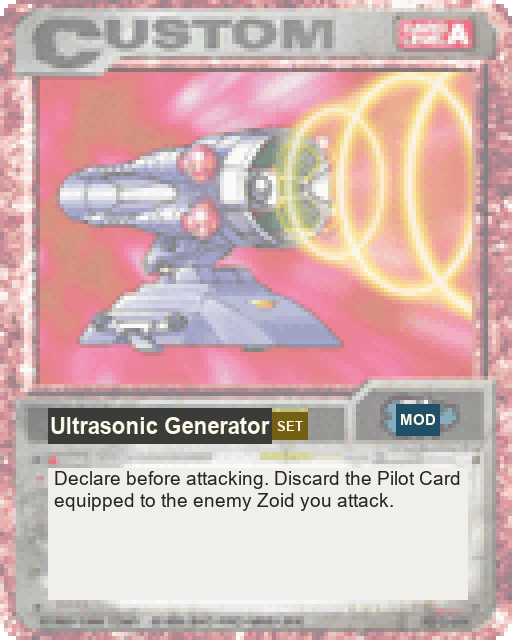 CUSTOM
A
Ultrasonic Generator SET
MOD
Declare before attacking. Discard the Pilot Card
equipped to the enemy Zoid you attack.